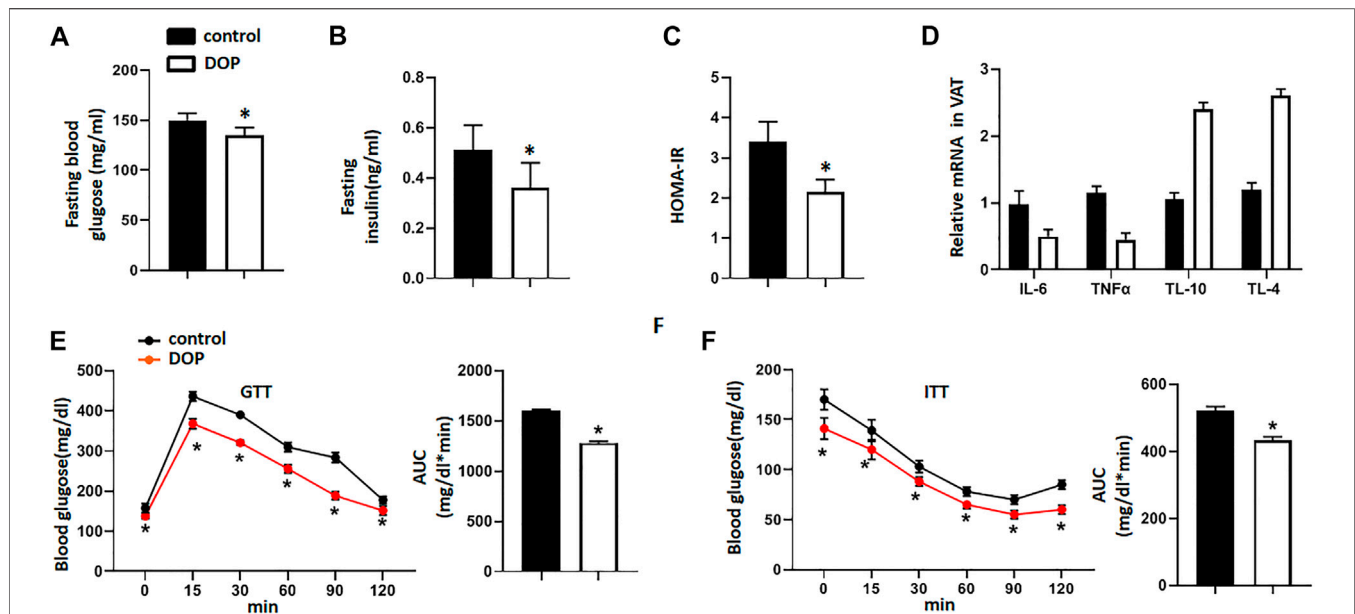 A
control
DOP
Fasting blood
glugose (mg/ml)
200
150
100
50
0
*
B
Fasting
insulin(ng/ml)
0.8
0.6
0.4
0.2
0.0
*
C
HOMA-IR
5
4
3
2
1
0
*
D
Relative mRNA in VAT
3
2
1
0
IL-6 TNFα TL-10 TL-4
F
E
control
DOP
GTT
Blood glugose(mg/dl)
500
400
300
200
100
0
* * * * * *
0 15 30 60 90 120
min
AUC
(mg/dl*min)
2000
1500
1000
500
0
*
F
ITT
Blood glugose(mg/dl)
200
150
100
50
0
* * * * * *
0 15 30 60 90 120
min
AUC
(mg/dl*min)
600
400
200
0
*